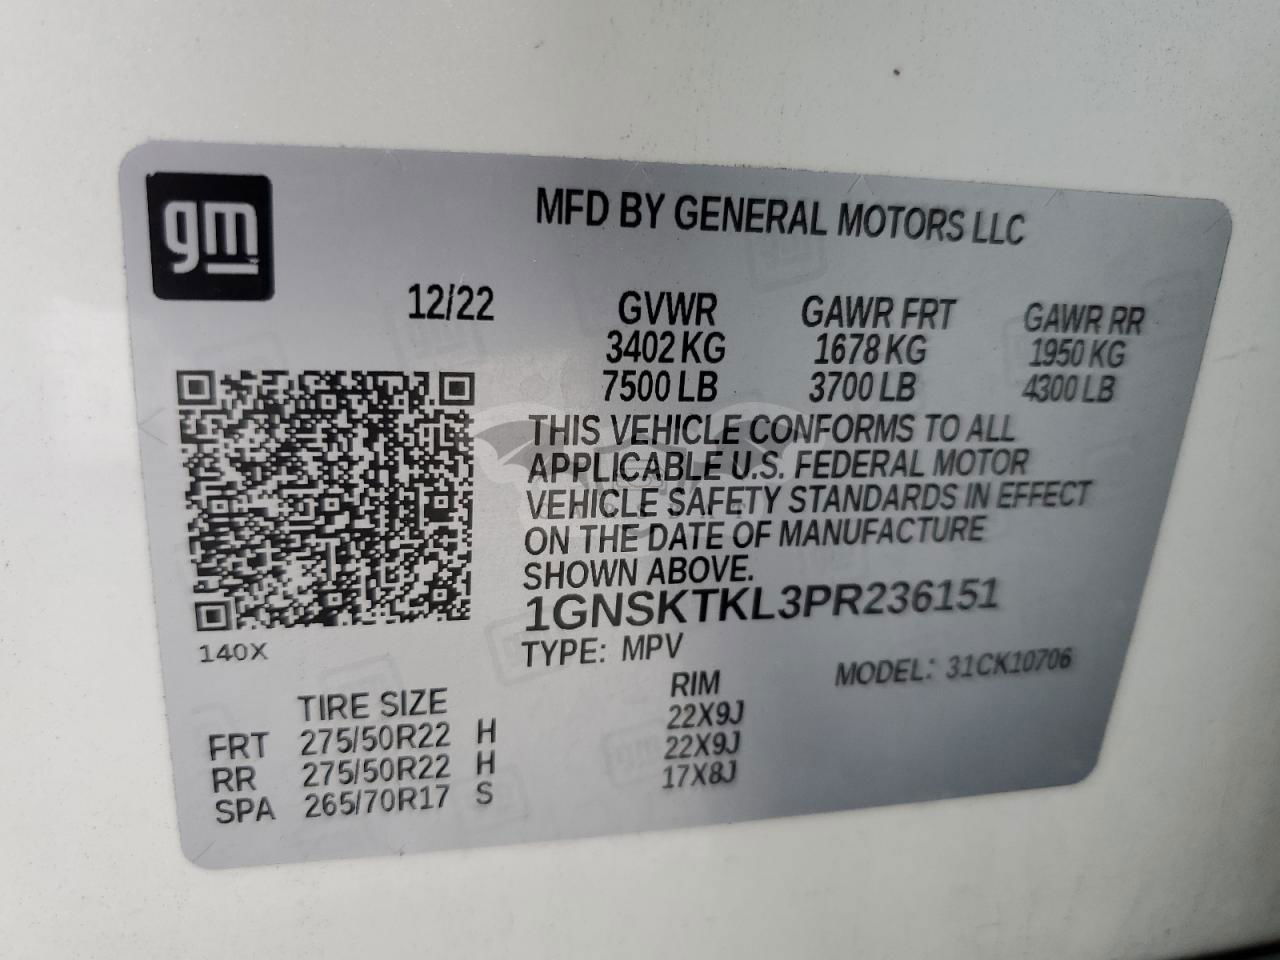 gm
MFD BY GENERAL MOTORS LLC
12/22 GVWR GAWR FRT GAWR RR
3402 KG 1678 KG 1950 KG
7500 LB 3700 LB 4300 LB
THIS VEHICLE CONFORMS TO ALL
APPLICABLE U.S. FEDERAL MOTOR
VEHICLE SAFETY STANDARDS IN EFFECT
ON THE DATE OF MANUFACTURE
SHOWN ABOVE.
1GNSKTKL3PR236151
140X
TYPE: MPV MODEL: 31CK10706
TIRE SIZE RIM
FRT 275/50R22 H 22X9J
RR 275/50R22 H 22X9J
SPA 265/70R17 S 17X8J